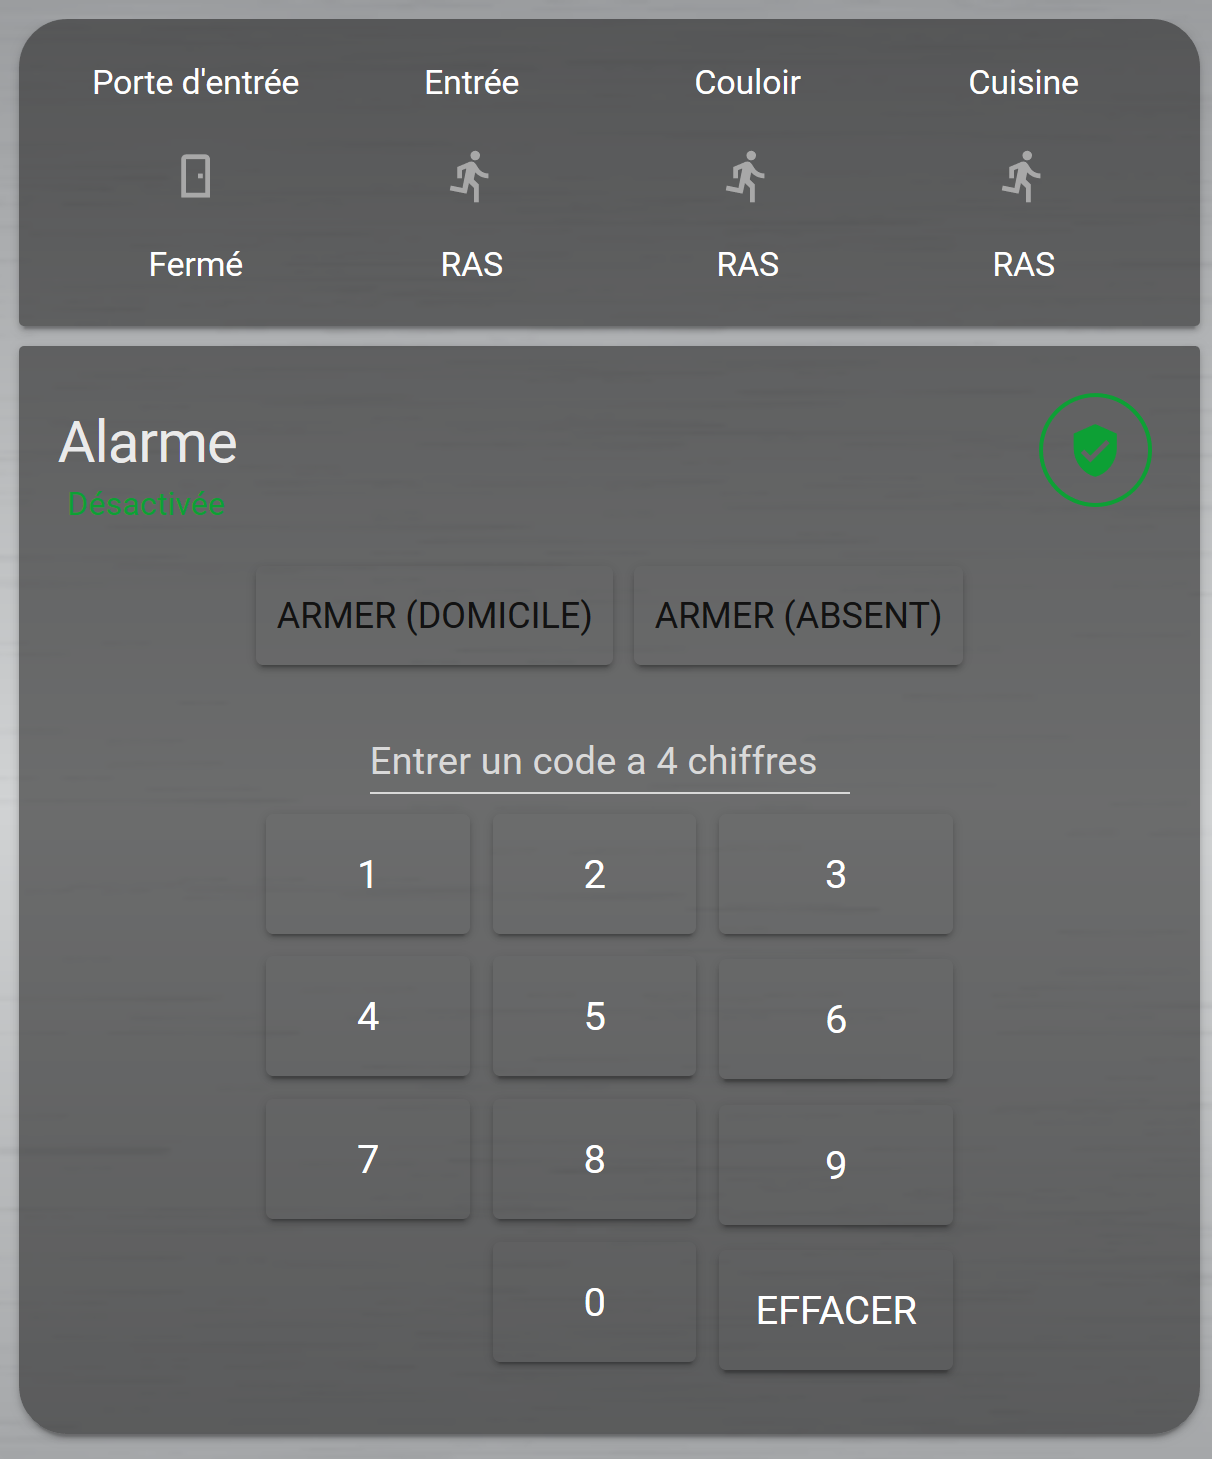 Porte d'entrée Entrée Couloir Cuisine
Fermé RAS RAS RAS
Alarme
Désactivée
ARMER (DOMICILE) ARMER (ABSENT)
Entrer un code a 4 chiffres
1 2 3
4 5 6
7 8 9
0 EFFACER